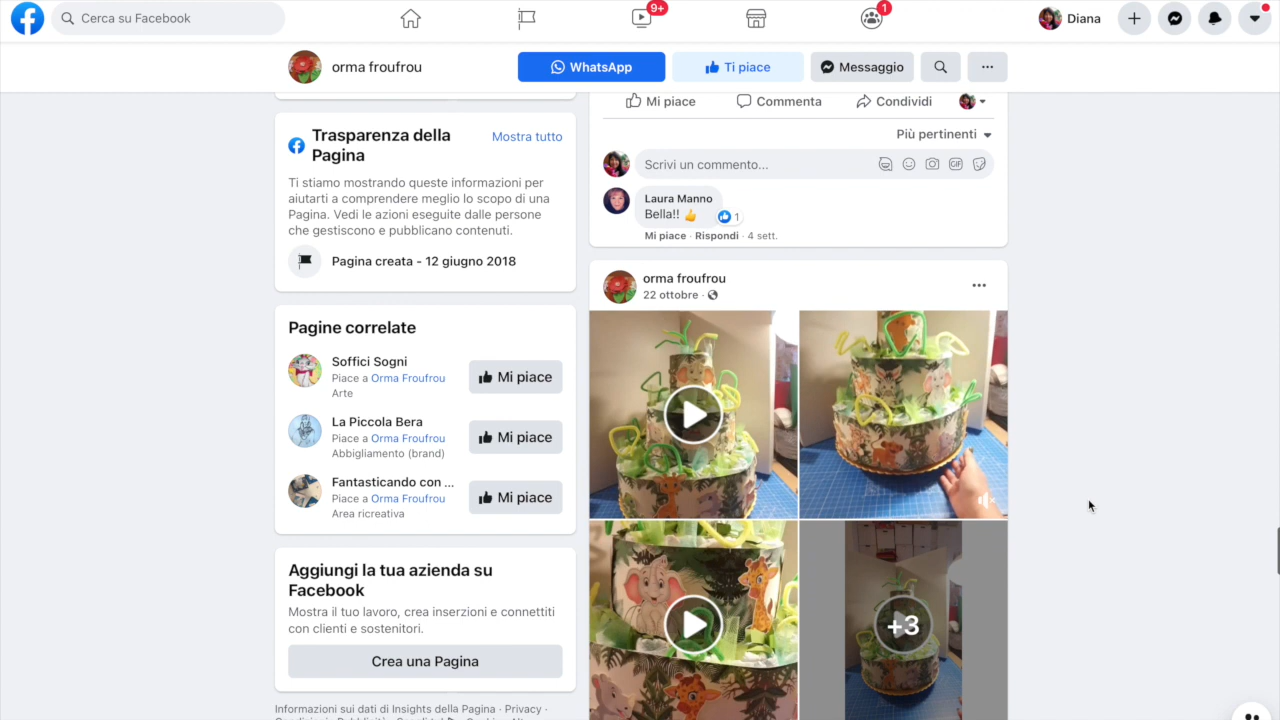 Cerca su Facebook
9+
1
Diana
orma froufrou
WhatsApp
Ti piace
Messaggio
Trasparenza della
Pagina
Mostra tutto
Ti stiamo mostrando queste informazioni per
aiutarti a comprendere meglio lo scopo di una
Pagina. Vedi le azioni eseguite dalle persone
che gestiscono e pubblicano contenuti.
Pagina creata - 12 giugno 2018
Pagine correlate
Soffici Sogni
Piace a Orma Froufrou
Arte
Mi piace
La Piccola Bera
Piace a Orma Froufrou
Abbigliamento (brand)
Mi piace
Fantasticando con ...
Piace a Orma Froufrou
Area ricreativa
Mi piace
Aggiungi la tua azienda su
Facebook
Mostra il tuo lavoro, crea inserzioni e connettiti
con clienti e sostenitori.
Crea una Pagina
Informazioni sui dati di Insights della Pagina · Privacy ·
Mi piace
Commenta
Condividi
Più pertinenti
Scrivi un commento...
GIF
Laura Manno
Bella!! 👍
1
Mi piace · Rispondi · 4 sett.
orma froufrou
22 ottobre ·
+3